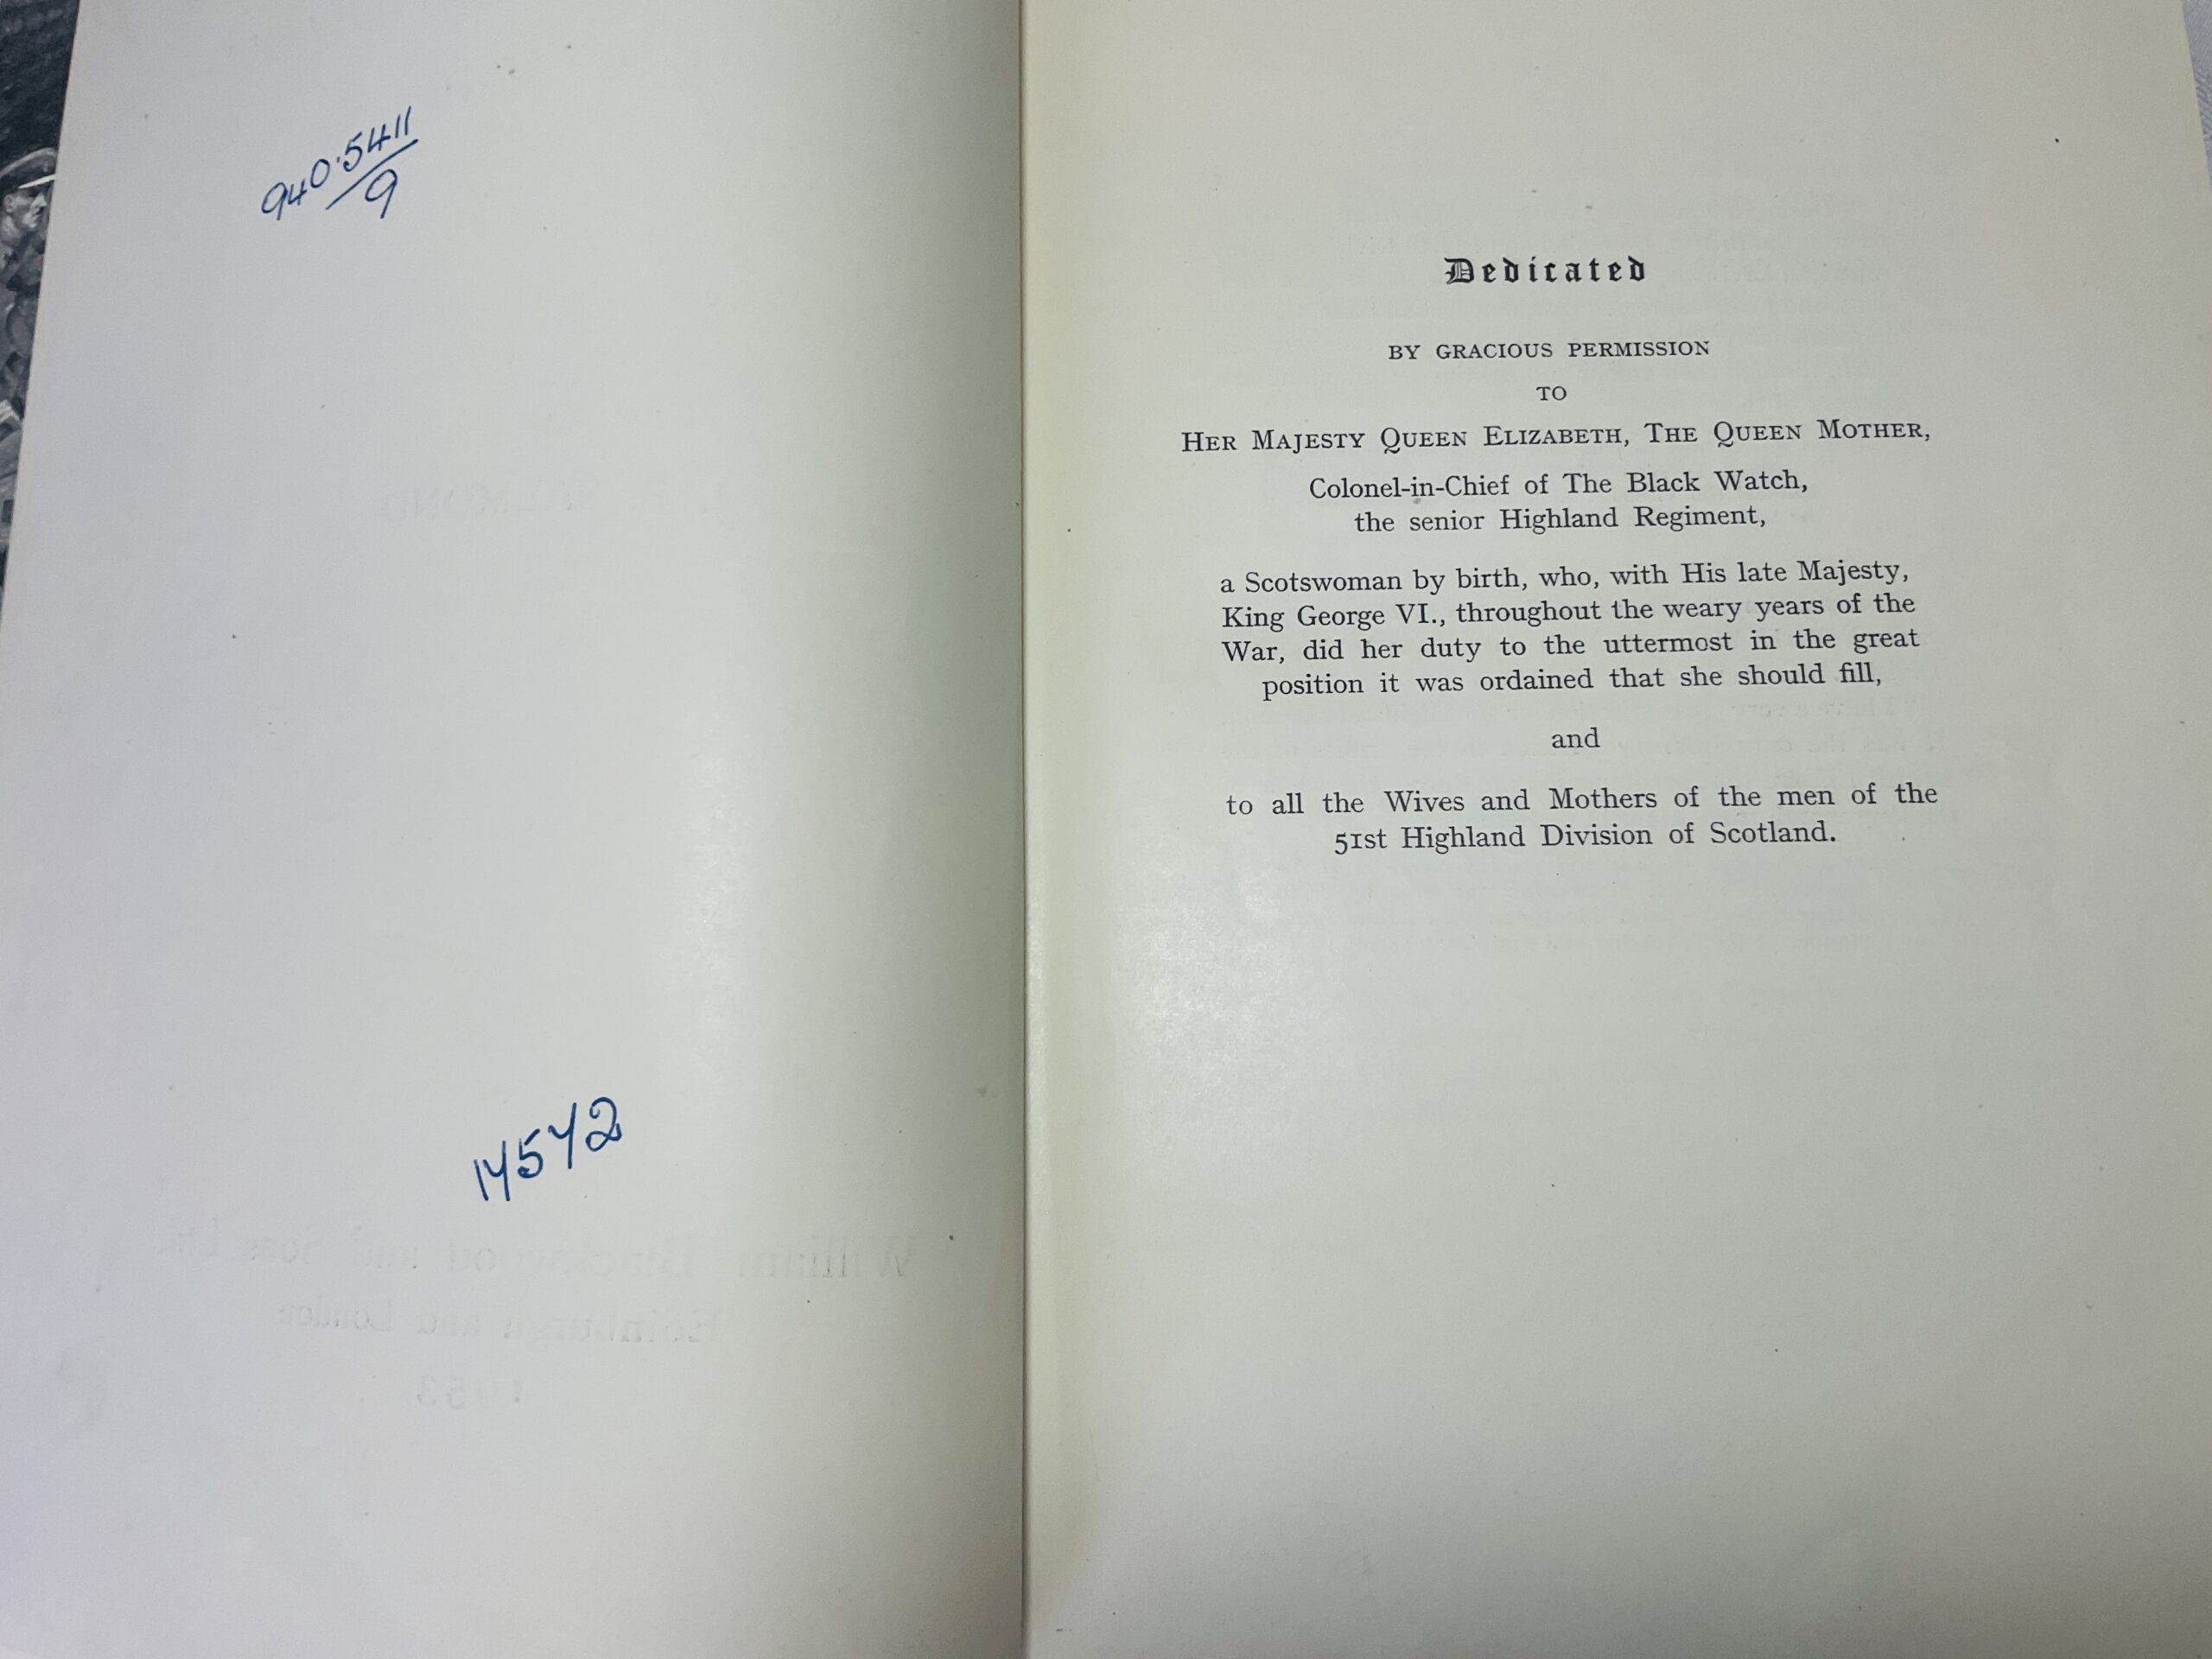 940.5411
9
14542
Dedicated
BY GRACIOUS PERMISSION
TO
HER MAJESTY QUEEN ELIZABETH, THE QUEEN MOTHER,
Colonel-in-Chief of The Black Watch,
the senior Highland Regiment,
a Scotswoman by birth, who, with His late Majesty,
King George VI., throughout the weary years of the
War, did her duty to the uttermost in the great
position it was ordained that she should fill,
and
to all the Wives and Mothers of the men of the
51st Highland Division of Scotland.